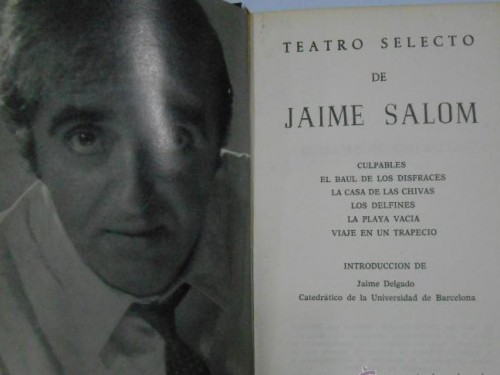 TEATRO SELECTO
DE
JAIME SALOM
CULPABLES
EL BAUL DE LOS DISFRACES
LA CASA DE LAS CHIVAS
LOS DELFINES
LA PLAYA VACIA
VIAJE EN UN TRAPECIO
INTRODUCCION DE
Jaime Delgado
Catedrático de la Universidad de Barcelona